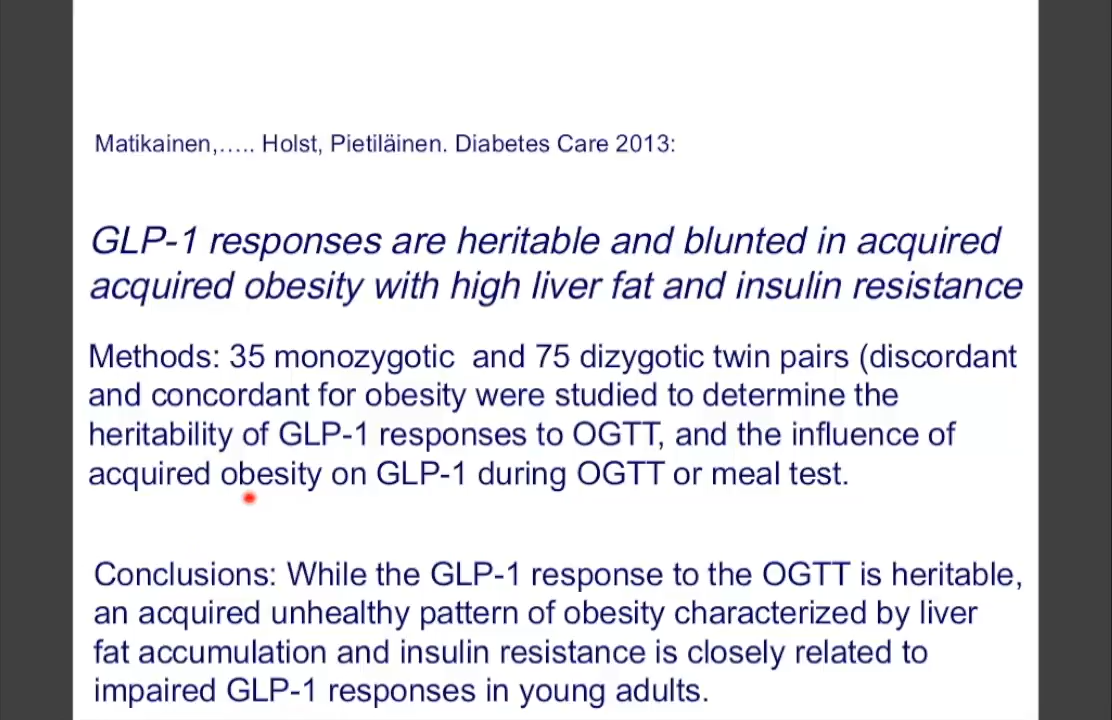 Matikainen,….. Holst, Pietiläinen. Diabetes Care 2013:
GLP-1 responses are heritable and blunted in acquired
acquired obesity with high liver fat and insulin resistance
Methods: 35 monozygotic  and 75 dizygotic twin pairs (discordant
and concordant for obesity were studied to determine the
heritability of GLP-1 responses to OGTT, and the influence of
acquired obesity on GLP-1 during OGTT or meal test.
Conclusions: While the GLP-1 response to the OGTT is heritable,
an acquired unhealthy pattern of obesity characterized by liver
fat accumulation and insulin resistance is closely related to
impaired GLP-1 responses in young adults.